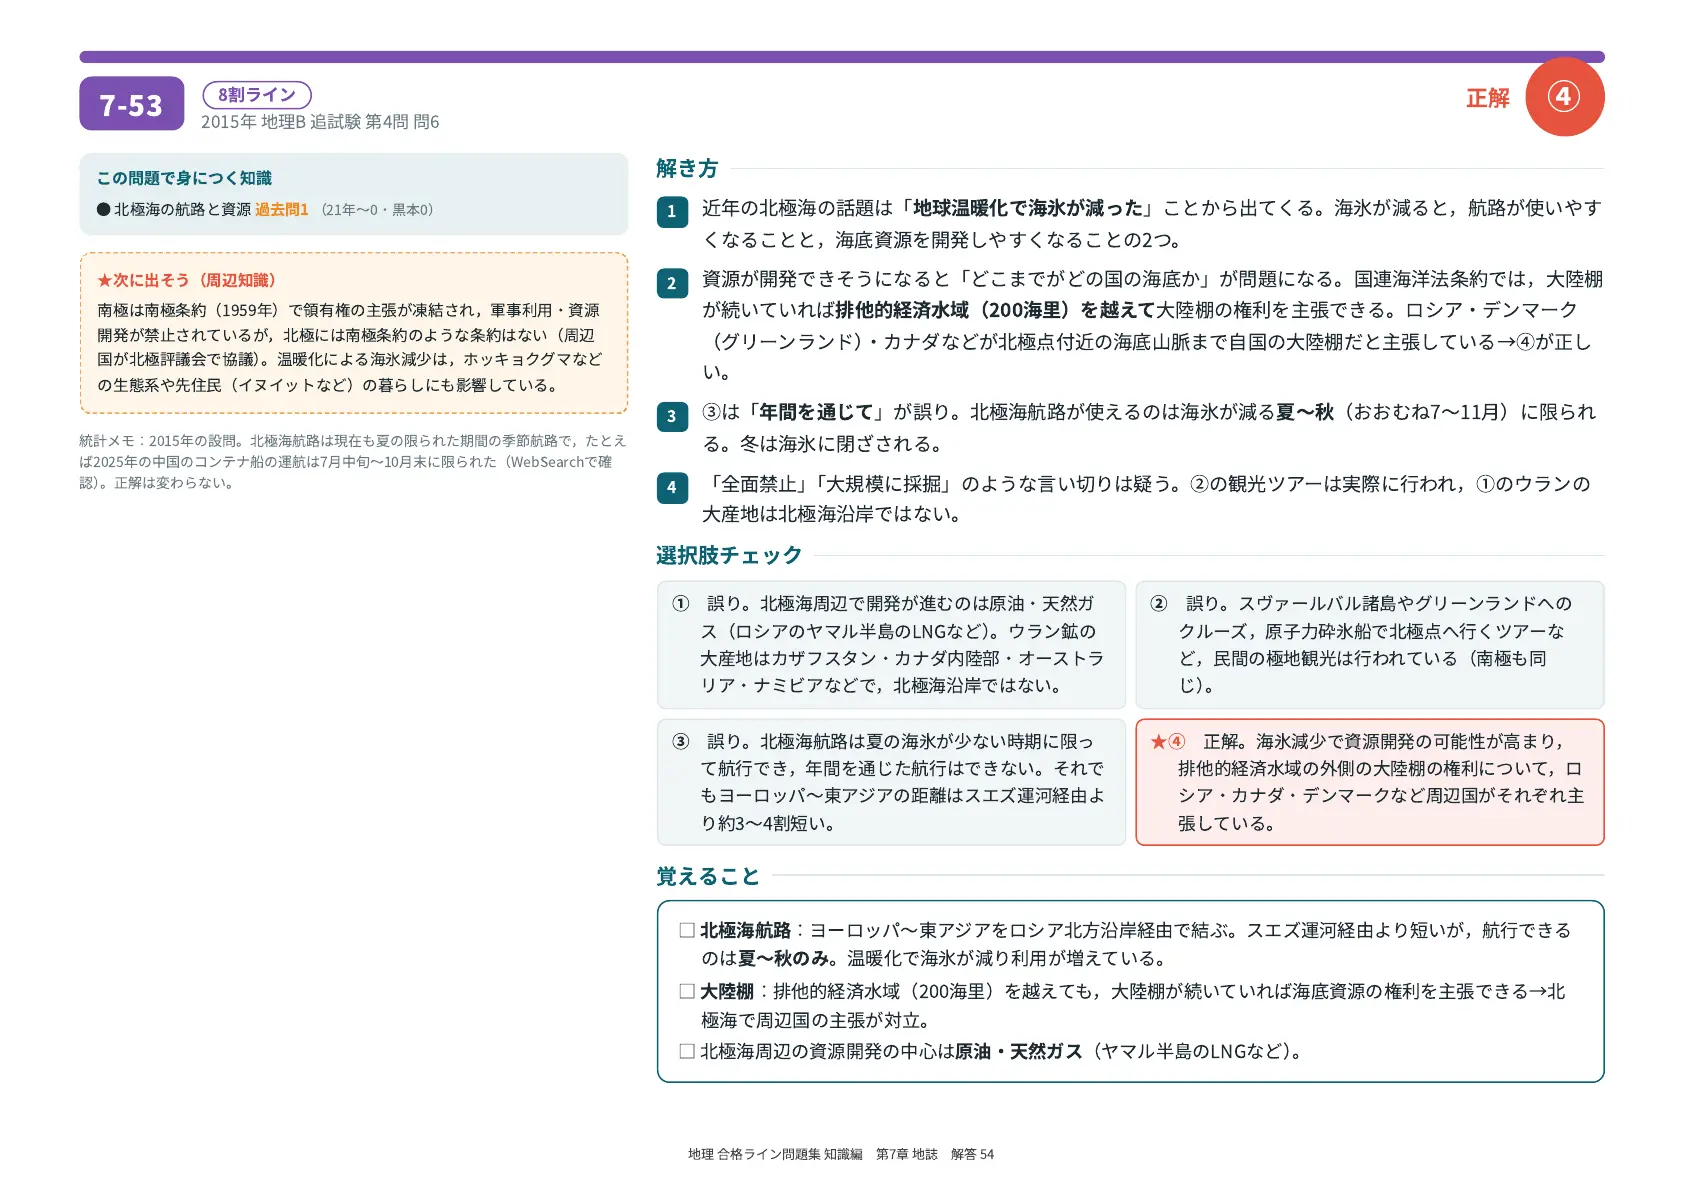 7-53
8割ライン
2015年 地理B 追試験 第4問 問6
正解 ④
この問題で身につく知識
●北極海の航路と資源 過去問1 （21年〜0・黒本0）
★次に出そう（周辺知識）
南極は南極条約（1959年）で領有権の主張が凍結され，軍事利用・資源
開発が禁止されているが，北極には南極条約のような条約はない（周辺
国が北極評議会で協議）。温暖化による海氷減少は，ホッキョクグマなど
の生態系や先住民（イヌイットなど）の暮らしにも影響している。
統計メモ：2015年の設問。北極海航路は現在も夏の限られた期間の季節航路で，たとえ
ば2025年の中国のコンテナ船の運航は7月中旬〜10月末に限られた（WebSearchで確
認）。正解は変わらない。
解き方
1 近年の北極海の話題は「地球温暖化で海氷が減った」ことから出てくる。海氷が減ると，航路が使いやす
くなることと，海底資源を開発しやすくなることの2つ。
2 資源が開発できそうになると「どこまでがどの国の海底か」が問題になる。国連海洋法条約では，大陸棚
が続いていれば排他的経済水域（200海里）を越えて大陸棚の権利を主張できる。ロシア・デンマーク
（グリーンランド）・カナダなどが北極点付近の海底山脈まで自国の大陸棚だと主張している→④が正し
い。
3 ③は「年間を通じて」が誤り。北極海航路が使えるのは海氷が減る夏〜秋（おおむね7〜11月）に限られ
る。冬は海氷に閉ざされる。
4 「全面禁止」「大規模に採掘」のような言い切りは疑う。②の観光ツアーは実際に行われ，①のウランの
大産地は北極海沿岸ではない。
選択肢チェック
① 誤り。北極海周辺で開発が進むのは原油・天然ガ
ス（ロシアのヤマル半島のLNGなど）。ウラン鉱の
大産地はカザフスタン・カナダ内陸部・オーストラ
リア・ナミビアなどで，北極海沿岸ではない。
② 誤り。スヴァールバル諸島やグリーンランドへの
クルーズ，原子力砕氷船で北極点へ行くツアーな
ど，民間の極地観光は行われている（南極も同
じ）。
③ 誤り。北極海航路は夏の海氷が少ない時期に限っ
て航行でき，年間を通じた航行はできない。それで
もヨーロッパ〜東アジアの距離はスエズ運河経由よ
り約3〜4割短い。
★④ 正解。海氷減少で資源開発の可能性が高まり，
排他的経済水域の外側の大陸棚の権利について，ロ
シア・カナダ・デンマークなど周辺国がそれぞれ主
張している。
覚えること
□ 北極海航路：ヨーロッパ〜東アジアをロシア北方沿岸経由で結ぶ。スエズ運河経由より短いが，航行できる
のは夏〜秋のみ。温暖化で海氷が減り利用が増えている。
□ 大陸棚：排他的経済水域（200海里）を越えても，大陸棚が続いていれば海底資源の権利を主張できる→北
極海で周辺国の主張が対立。
□ 北極海周辺の資源開発の中心は原油・天然ガス（ヤマル半島のLNGなど）。
地理 合格ライン問題集 知識編 第7章 地誌 解答 54